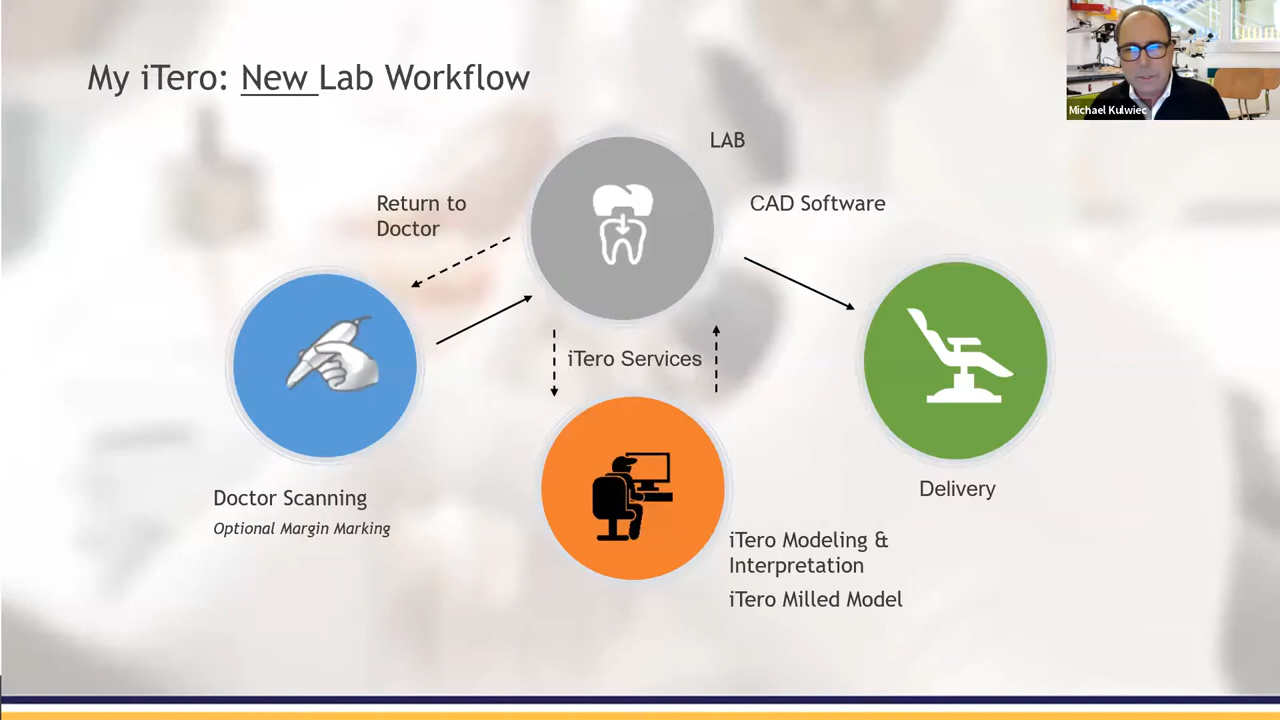 My iTero: New Lab Workflow
Michael Kulwiec
LAB
Return to
Doctor
CAD Software
iTero Services
Doctor Scanning
Optional Margin Marking
Delivery
iTero Modeling &
Interpretation
iTero Milled Model